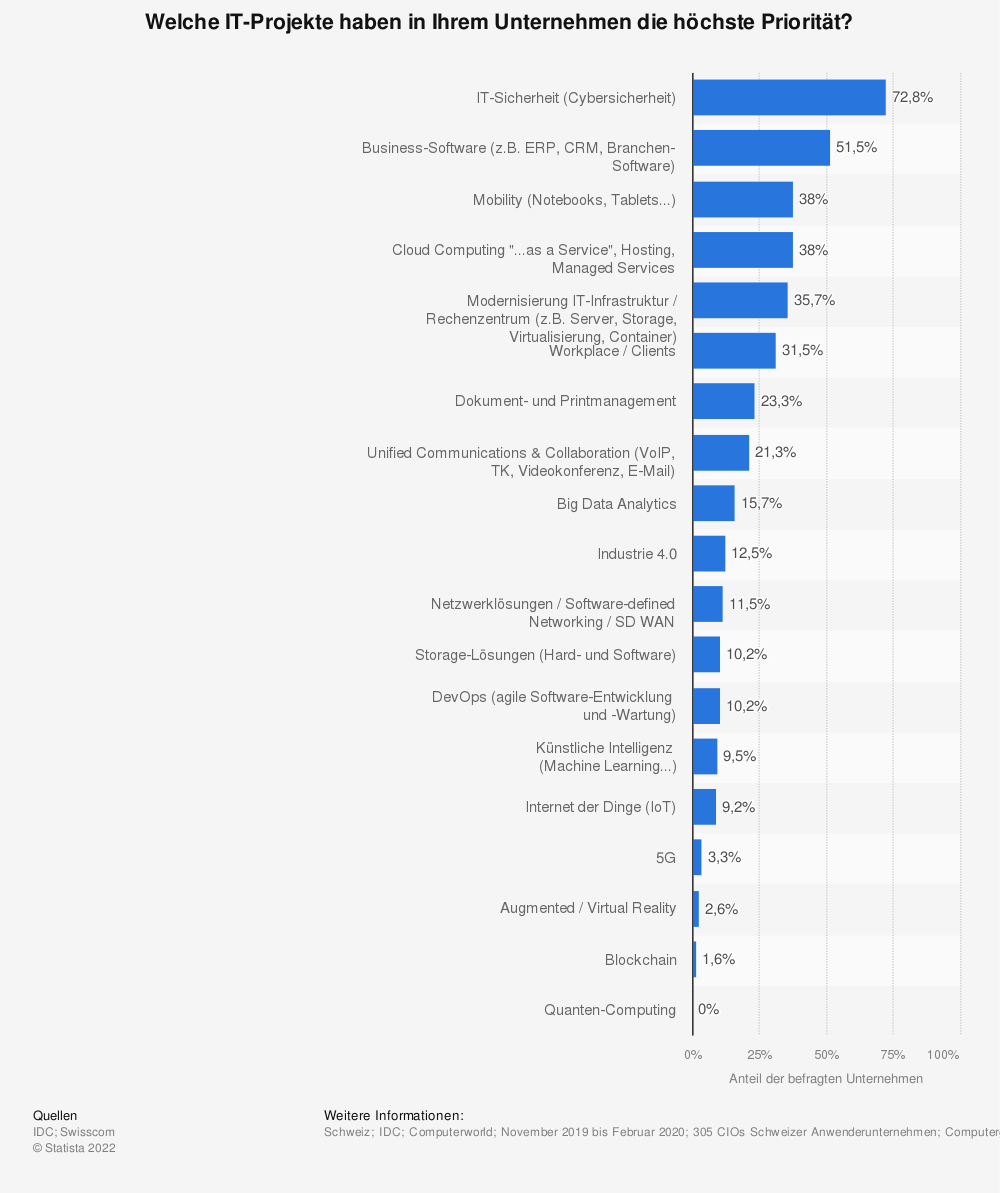 Welche IT-Projekte haben in Ihrem Unternehmen die höchste Priorität?
IT-Sicherheit (Cybersicherheit)
72,8%
Business-Software (z.B. ERP, CRM, Branchen-
Software)
51,5%
Mobility (Notebooks, Tablets...)
38%
Cloud Computing "...as a Service", Hosting,
Managed Services
38%
Modernisierung IT-Infrastruktur /
Rechenzentrum (z.B. Server, Storage,
Virtualisierung, Container)
35,7%
Workplace / Clients
31,5%
Dokument- und Printmanagement
23,3%
Unified Communications & Collaboration (VoIP,
TK, Videokonferenz, E-Mail)
21,3%
Big Data Analytics
15,7%
Industrie 4.0
12,5%
Netzwerklösungen / Software-defined
Networking / SD WAN
11,5%
Storage-Lösungen (Hard- und Software)
10,2%
DevOps (agile Software-Entwicklung
und -Wartung)
10,2%
Künstliche Intelligenz
(Machine Learning...)
9,5%
Internet der Dinge (IoT)
9,2%
5G
3,3%
Augmented / Virtual Reality
2,6%
Blockchain
1,6%
Quanten-Computing
0%
0% 25% 50% 75% 100%
Anteil der befragten Unternehmen
Quellen
IDC; Swisscom
© Statista 2022
Weitere Informationen:
Schweiz; IDC; Computerworld; November 2019 bis Februar 2020; 305 CIOs Schweizer Anwenderunternehmen;